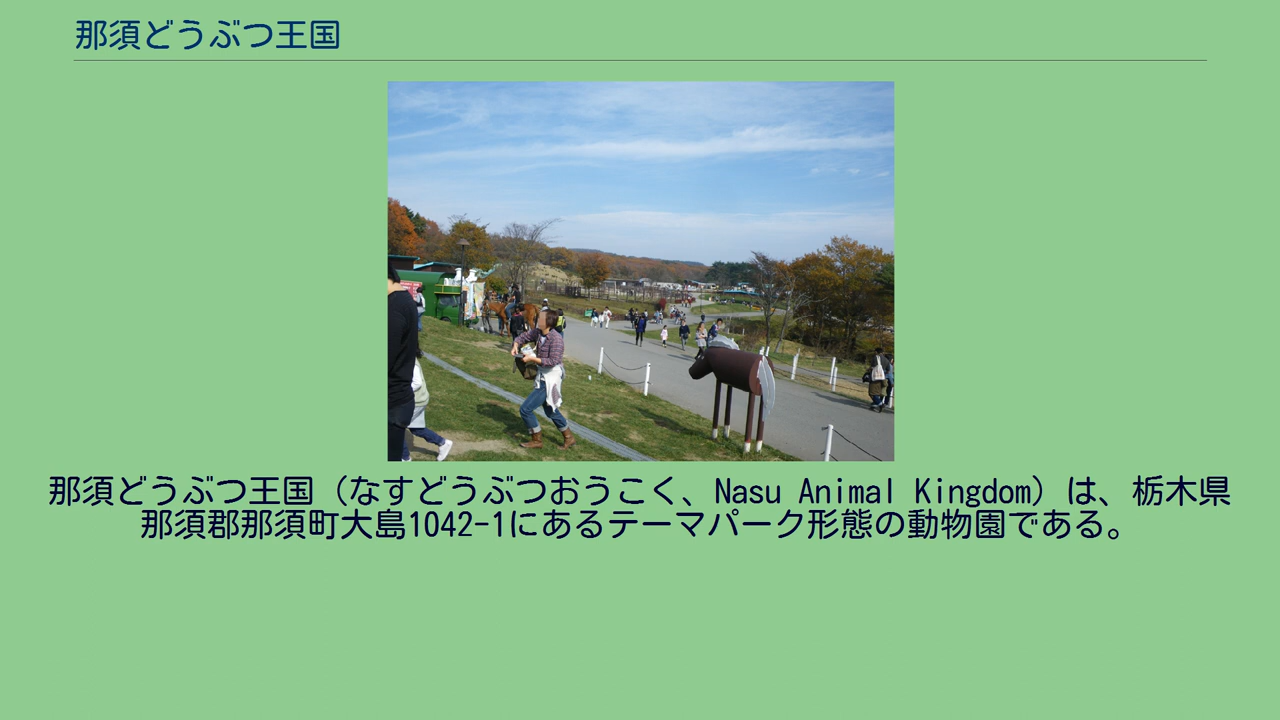 那須どうぶつ王国
那須どうぶつ王国（なすどうぶつおうこく、Nasu Animal Kingdom）は、栃木県
那須郡那須町大島1042-1にあるテーマパーク形態の動物園である。